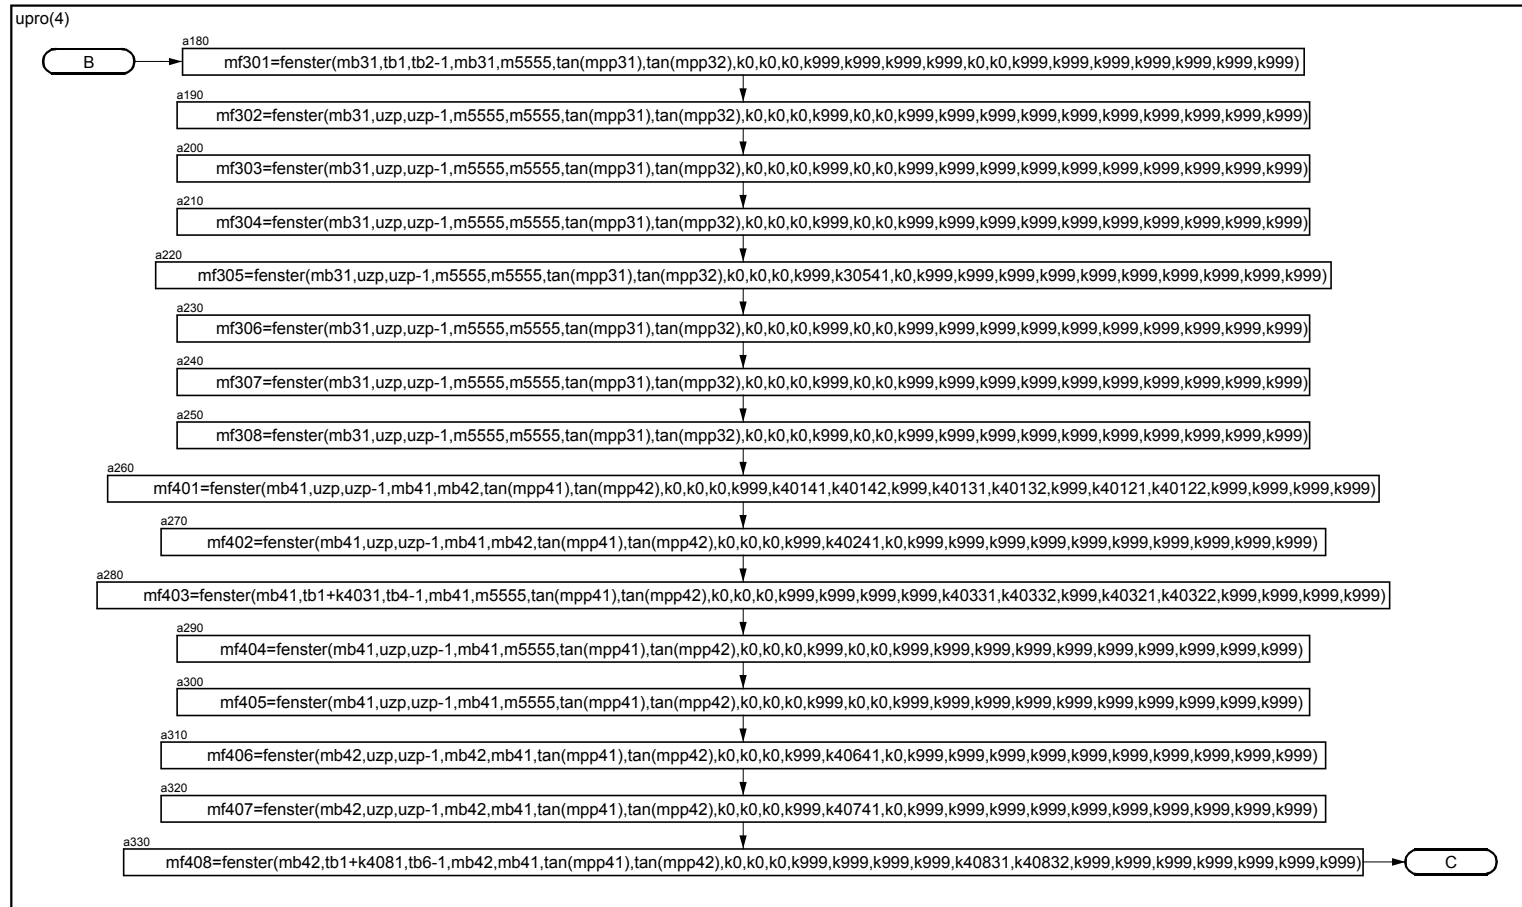 upro(4)
B
a180
mf301=fenster(mb31,tb1,tb2-1,mb31,m5555,tan(mpp31),tan(mpp32),k0,k0,k0,k999,k999,k999,k999,k0,k0,k999,k999,k999,k999,k999,k999,k999)
a190
mf302=fenster(mb31,uzp,uzp-1,m5555,m5555,tan(mpp31),tan(mpp32),k0,k0,k0,k999,k0,k0,k999,k999,k999,k999,k999,k999,k999,k999,k999,k999)
a200
mf303=fenster(mb31,uzp,uzp-1,m5555,m5555,tan(mpp31),tan(mpp32),k0,k0,k0,k999,k0,k0,k999,k999,k999,k999,k999,k999,k999,k999,k999,k999)
a210
mf304=fenster(mb31,uzp,uzp-1,m5555,m5555,tan(mpp31),tan(mpp32),k0,k0,k0,k999,k0,k0,k999,k999,k999,k999,k999,k999,k999,k999,k999,k999)
a220
mf305=fenster(mb31,uzp,uzp-1,m5555,m5555,tan(mpp31),tan(mpp32),k0,k0,k0,k999,k30541,k0,k999,k999,k999,k999,k999,k999,k999,k999,k999,k999)
a230
mf306=fenster(mb31,uzp,uzp-1,m5555,m5555,tan(mpp31),tan(mpp32),k0,k0,k0,k999,k0,k0,k999,k999,k999,k999,k999,k999,k999,k999,k999,k999)
a240
mf307=fenster(mb31,uzp,uzp-1,m5555,m5555,tan(mpp31),tan(mpp32),k0,k0,k0,k999,k0,k0,k999,k999,k999,k999,k999,k999,k999,k999,k999,k999)
a250
mf308=fenster(mb31,uzp,uzp-1,m5555,m5555,tan(mpp31),tan(mpp32),k0,k0,k0,k999,k0,k0,k999,k999,k999,k999,k999,k999,k999,k999,k999,k999)
a260
mf401=fenster(mb41,uzp,uzp-1,mb41,mb42,tan(mpp41),tan(mpp42),k0,k0,k0,k999,k40141,k40142,k999,k40131,k40132,k999,k40121,k40122,k999,k999,k999,k999)
a270
mf402=fenster(mb41,uzp,uzp-1,mb41,mb42,tan(mpp41),tan(mpp42),k0,k0,k0,k999,k40241,k0,k999,k999,k999,k999,k999,k999,k999,k999,k999,k999)
a280
mf403=fenster(mb41,tb1+k4031,tb4-1,mb41,m5555,tan(mpp41),tan(mpp42),k0,k0,k0,k999,k999,k999,k999,k40331,k40332,k999,k40321,k40322,k999,k999,k999,k999)
a290
mf404=fenster(mb41,uzp,uzp-1,mb41,m5555,tan(mpp41),tan(mpp42),k0,k0,k0,k999,k0,k0,k999,k999,k999,k999,k999,k999,k999,k999,k999,k999)
a300
mf405=fenster(mb41,uzp,uzp-1,mb41,m5555,tan(mpp41),tan(mpp42),k0,k0,k0,k999,k0,k0,k999,k999,k999,k999,k999,k999,k999,k999,k999,k999)
a310
mf406=fenster(mb42,uzp,uzp-1,mb42,mb41,tan(mpp41),tan(mpp42),k0,k0,k0,k999,k40641,k0,k999,k999,k999,k999,k999,k999,k999,k999,k999,k999)
a320
mf407=fenster(mb42,uzp,uzp-1,mb42,mb41,tan(mpp41),tan(mpp42),k0,k0,k0,k999,k40741,k0,k999,k999,k999,k999,k999,k999,k999,k999,k999,k999)
a330
mf408=fenster(mb42,tb1+k4081,tb6-1,mb42,mb41,tan(mpp41),tan(mpp42),k0,k0,k0,k999,k999,k999,k999,k40831,k40832,k999,k999,k999,k999,k999,k999,k999)
C